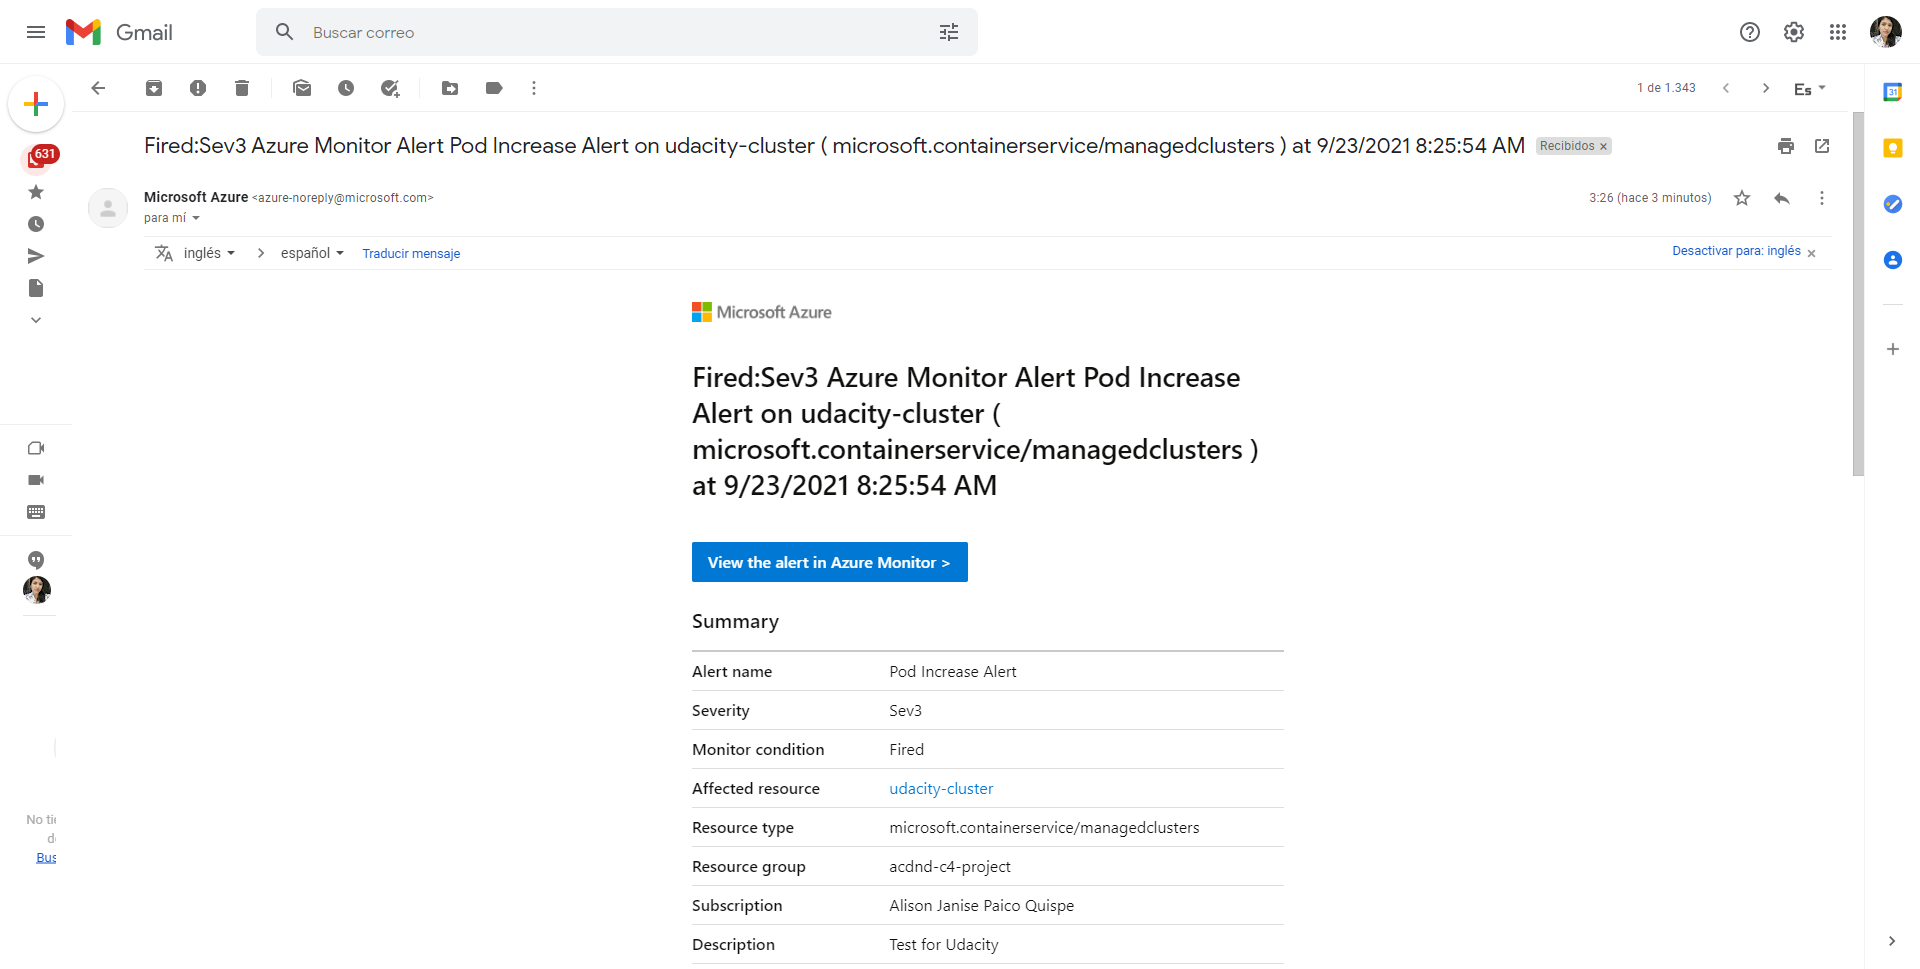 Gmail
Buscar correo
1 de 1.343
Es
631
Fired:Sev3 Azure Monitor Alert Pod Increase Alert on udacity-cluster ( microsoft.containerservice/managedclusters ) at 9/23/2021 8:25:54 AM
Recibidos ×
Microsoft Azure <azure-noreply@microsoft.com>
3:26 (hace 3 minutos)
para mí
inglés
español
Traducir mensaje
Desactivar para: inglés ×
31
Microsoft Azure
Fired:Sev3 Azure Monitor Alert Pod Increase
Alert on udacity-cluster (
microsoft.containerservice/managedclusters )
at 9/23/2021 8:25:54 AM
View the alert in Azure Monitor >
Summary
Alert name Pod Increase Alert
Severity Sev3
Monitor condition Fired
Affected resource udacity-cluster
Resource type microsoft.containerservice/managedclusters
Resource group acdnd-c4-project
Subscription Alison Janise Paico Quispe
Description Test for Udacity
No
Bus